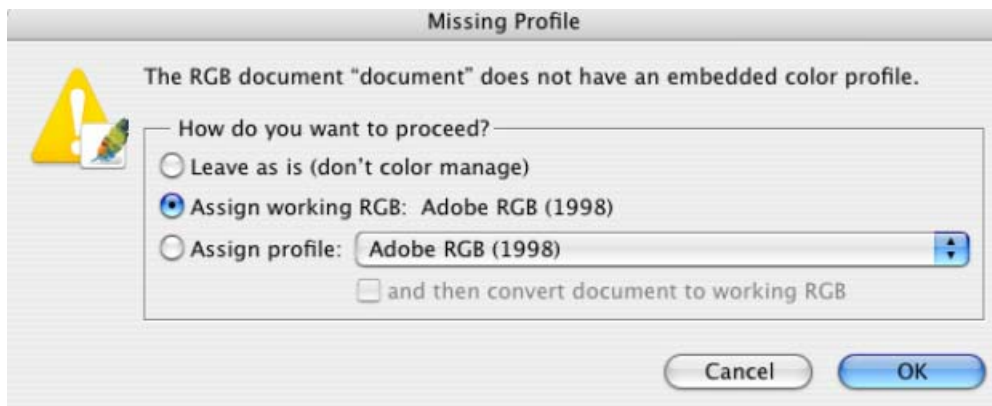 Missing Profile
The RGB document “document” does not have an embedded color profile.
How do you want to proceed?
Leave as is (don't color manage)
Assign working RGB: Adobe RGB (1998)
Assign profile: Adobe RGB (1998)
and then convert document to working RGB
Cancel OK